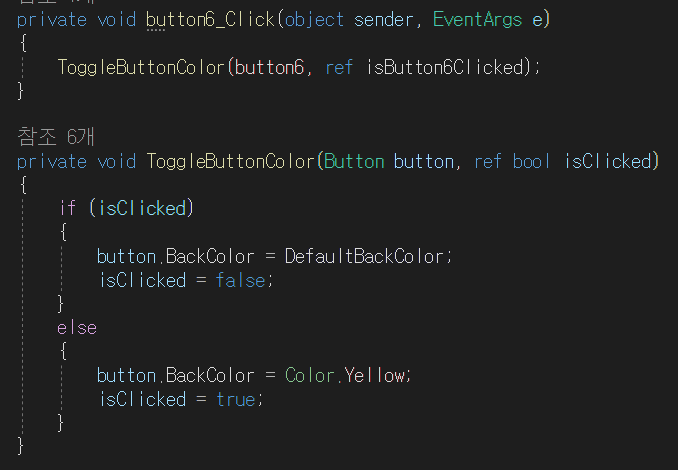 private void button6_Click(object sender, EventArgs e)
{
ToggleButtonColor(button6, ref isButton6Clicked);
}
참조 6개
private void ToggleButtonColor(Button button, ref bool isClicked)
{
if (isClicked)
{
button.BackColor = DefaultBackColor;
isClicked = false;
}
else
{
button.BackColor = Color.Yellow;
isClicked = true;
}
}